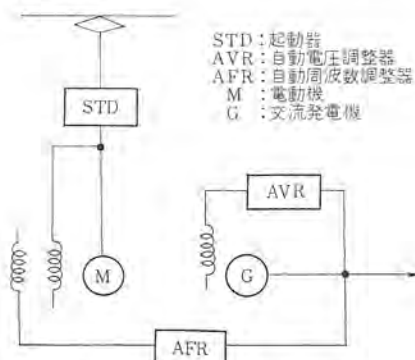 STD：起動器
AVR：自動電圧調整器
AFR：自動周波数調整器
M：電動機
G：交流発電機
STD
AVR
M
G
AFR